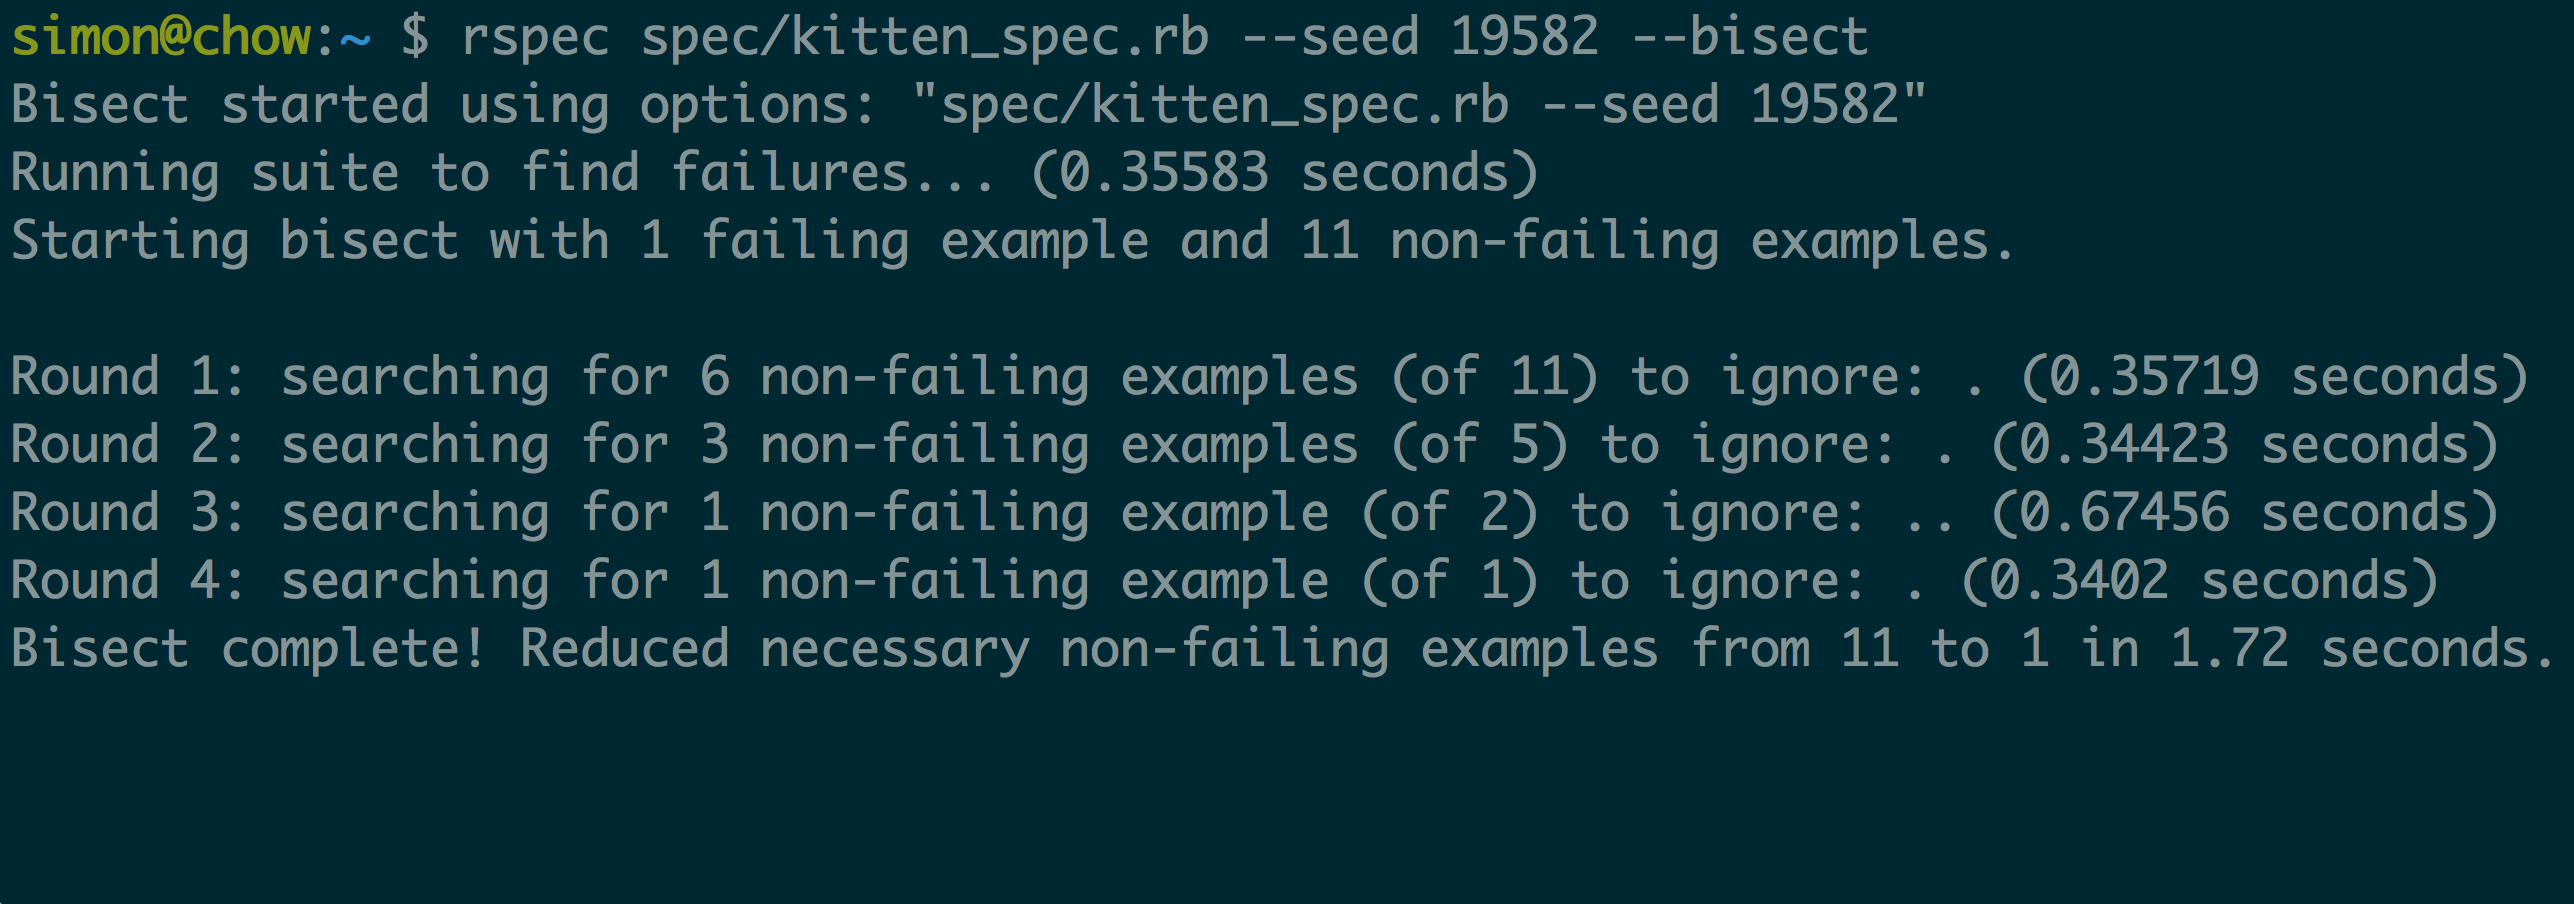 simon@chow:~ $ rspec spec/kitten_spec.rb --seed 19582 --bisect
Bisect started using options: "spec/kitten_spec.rb --seed 19582"
Running suite to find failures... (0.35583 seconds)
Starting bisect with 1 failing example and 11 non-failing examples.

Round 1: searching for 6 non-failing examples (of 11) to ignore: . (0.35719 seconds)
Round 2: searching for 3 non-failing examples (of 5) to ignore: . (0.34423 seconds)
Round 3: searching for 1 non-failing example (of 2) to ignore: .. (0.67456 seconds)
Round 4: searching for 1 non-failing example (of 1) to ignore: . (0.3402 seconds)
Bisect complete! Reduced necessary non-failing examples from 11 to 1 in 1.72 seconds.